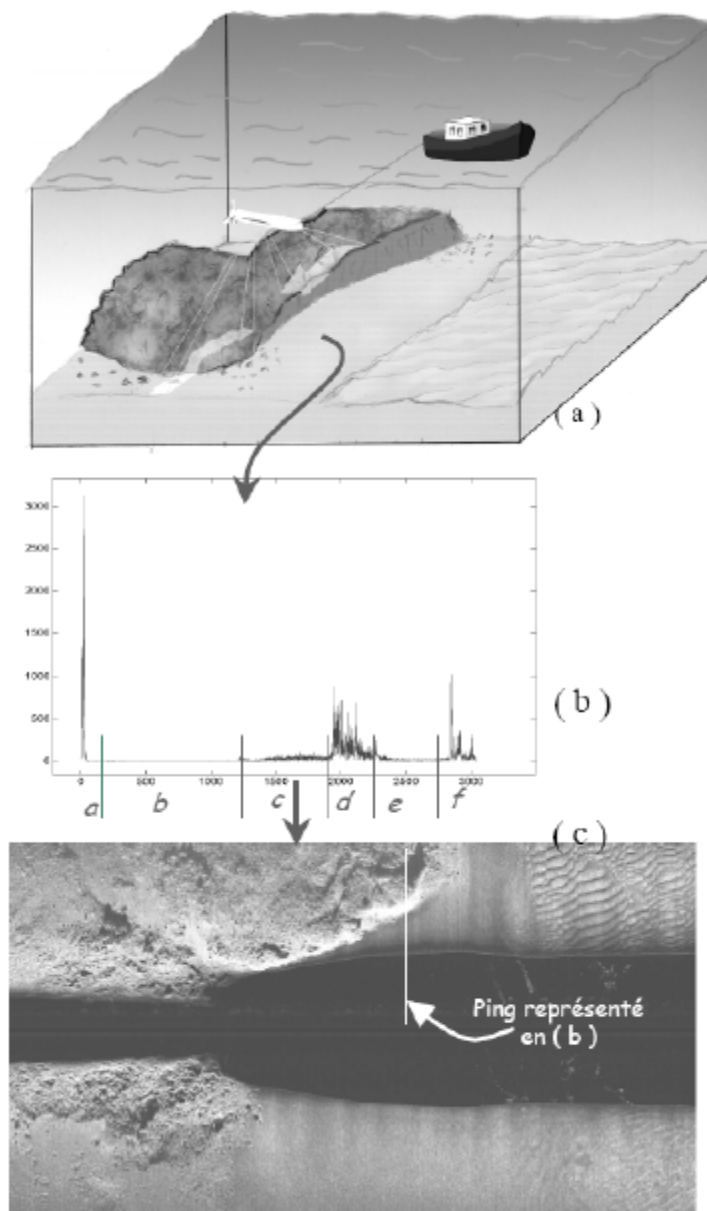 ( a )
3000
2500
2000
1500
1000
500
0
( b )
0 500 1000 1500 2000 2500 3000
a b c d e f
( c )
Ping représenté
en ( b )